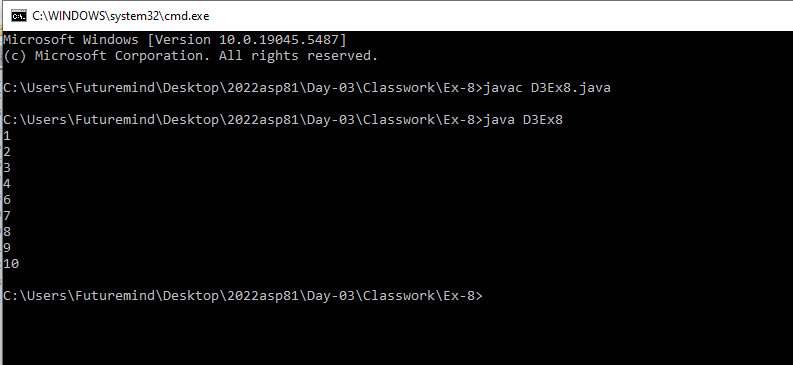 C:\WINDOWS\system32\cmd.exe
Microsoft Windows [Version 10.0.19045.5487]
(c) Microsoft Corporation. All rights reserved.
C:\Users\Futuremind\Desktop\2022asp81\Day-03\Classwork\Ex-8>javac D3Ex8.java
C:\Users\Futuremind\Desktop\2022asp81\Day-03\Classwork\Ex-8>java D3Ex8
1
2
3
4
6
7
8
9
10
C:\Users\Futuremind\Desktop\2022asp81\Day-03\Classwork\Ex-8>